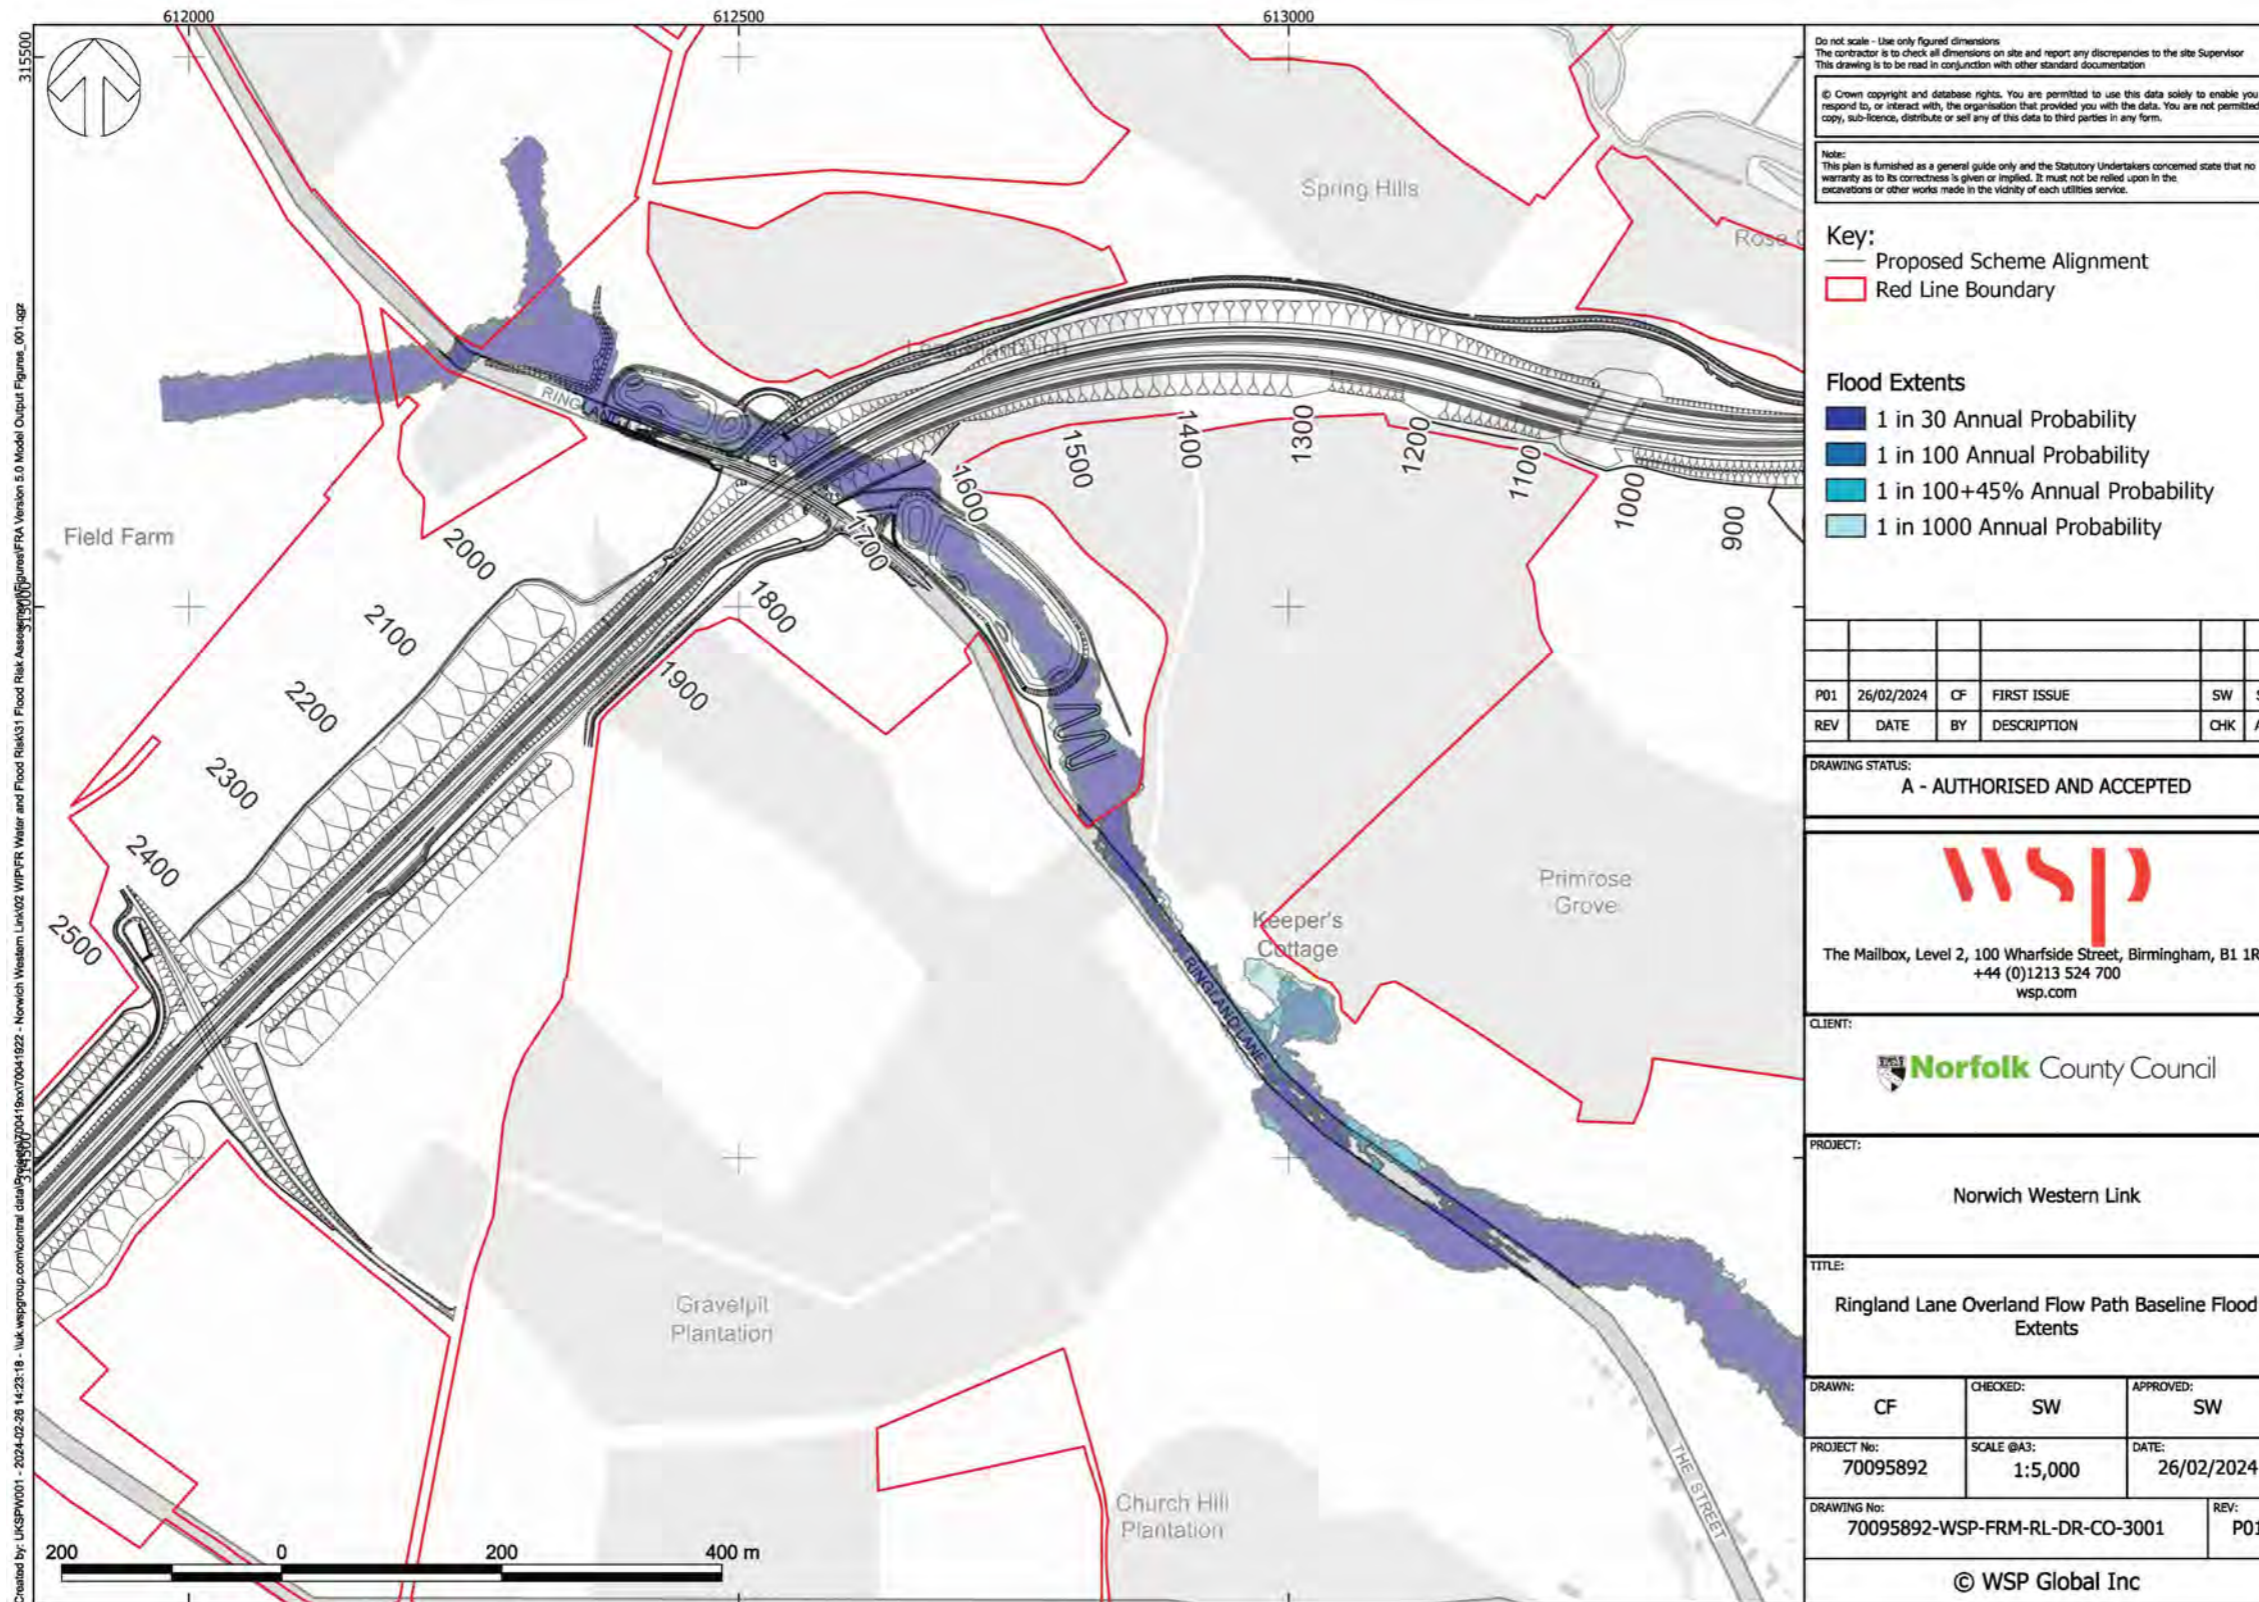 612000
612500
613000
315500
315000
314500
Do not scale - Use only figured dimensions
The contractor is to check all dimensions on site and report any discrepancies to the site Supervisor
This drawing is to be read in conjunction with other standard documentation
© Crown copyright and database rights. You are permitted to use this data solely to enable you
respond to, or interact with, the organisation that provided you with the data. You are not permitted
copy, sub-licence, distribute or sell any of this data to third parties in any form.
Note:
This plan is furnished as a general guide only and the Statutory Undertakers concerned state that no
warranty as to its correctness is given or implied. It must not be relied upon in the
excavations or other works made in the vicinity of each utilities service.
Key:
Proposed Scheme Alignment
Red Line Boundary
Flood Extents
1 in 30 Annual Probability
1 in 100 Annual Probability
1 in 100+45% Annual Probability
1 in 1000 Annual Probability
P01 26/02/2024 CF FIRST ISSUE SW
REV DATE BY DESCRIPTION CHK
DRAWING STATUS:
A - AUTHORISED AND ACCEPTED
wsp
The Mailbox, Level 2, 100 Wharfside Street, Birmingham, B1 1R
+44 (0)1213 524 700
wsp.com
CLIENT:
Norfolk County Council
PROJECT:
Norwich Western Link
TITLE:
Ringland Lane Overland Flow Path Baseline Flood
Extents
DRAWN: CHECKED: APPROVED:
CF SW SW
PROJECT No: SCALE @A3: DATE:
70095892 1:5,000 26/02/2024
DRAWING No: REV:
70095892-WSP-FRM-RL-DR-CO-3001 P01
© WSP Global Inc
Spring Hills
Rose
Field Farm
RINGLAND
900
1000
1100
1200
1300
1400
1500
1600
1700
1800
1900
2000
2100
2200
2300
2400
2500
Primrose
Grove
Keeper's
Cottage
RINGLAND LANE
Gravelpit
Plantation
Church Hill
Plantation
THE STREET
200 0 200 400 m